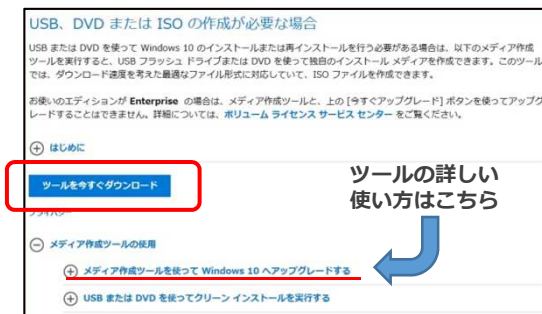 USB、DVD または ISO の作成が必要な場合
USB または DVD を使って Windows 10 のインストールまたは再インストールを行う必要がある場合は、以下のメディア作成
ツールを実行すると、USB フラッシュ ドライブまたは DVD を使って独自のインストール メディアを作成できます。このツール
では、ダウンロード速度を考えた最適なファイル形式に対応していて、ISO ファイルを作成できます。
お使いのエディションが Enterprise の場合は、メディア作成ツールと、上の [今すぐアップグレード] ボタンを使ってアップグ
レードすることはできません。詳細については、ボリューム ライセンス サービス センター をご覧ください。
はじめに
ツールを今すぐダウンロード
ツールの詳しい
使い方はこちら
プライバシー
メディア作成ツールの使用
メディア作成ツールを使って Windows 10 へアップグレードする
USB または DVD を使ってクリーン インストールを実行する